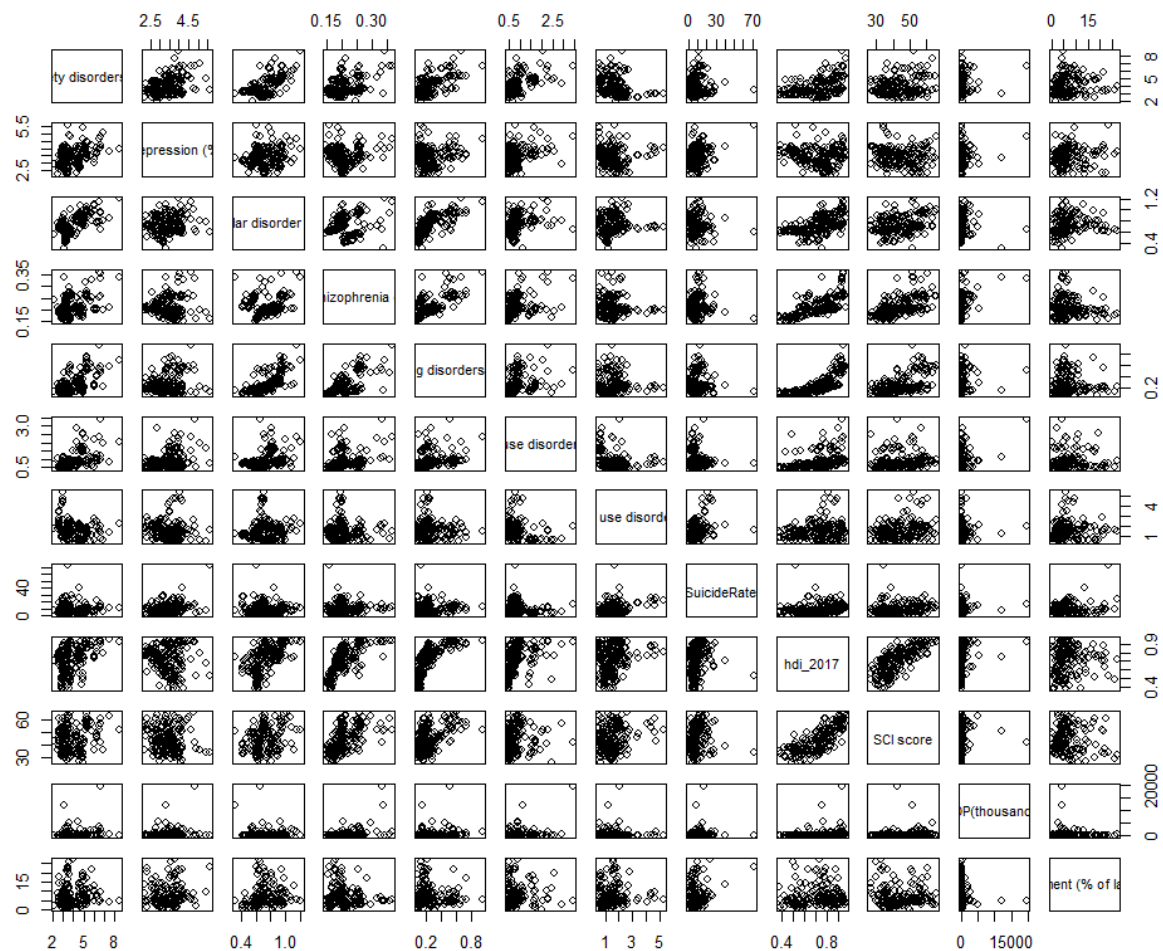 2.5 4.5 0.15 0.30 0.5 2.5 0 30 60 30 50 0 15
ty disorders
2 5 8
2.5 5.5
epression (%
lar disorder
0.4 1.2
0.15 0.35
izophrenia
g disorders
0.2
0.5 3.0
use disorder
use disorde
1 4
0 40
SuicideRate
hdi_2017
0.4 0.9
30 60
SCI score
DP(thousand
0 20000
0 15
ment (% of la
2 5 8 0.4 1.0 0.2 0.8 1 3 5 0.4 0.8 0 15000